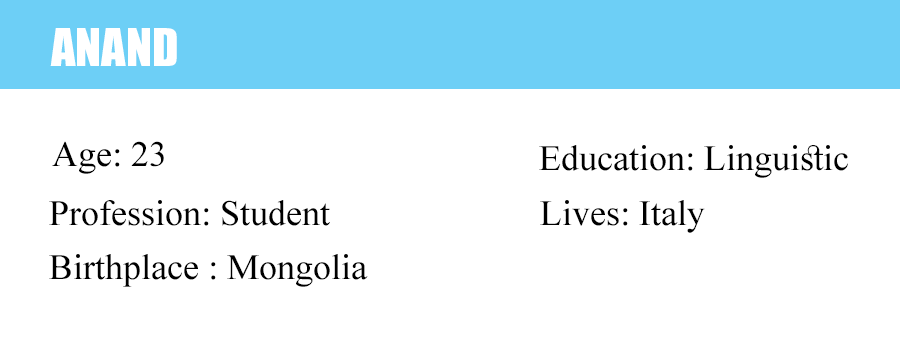 ANAND
Age: 23
Profession: Student
Birthplace : Mongolia
Education: Linguistic
Lives: Italy